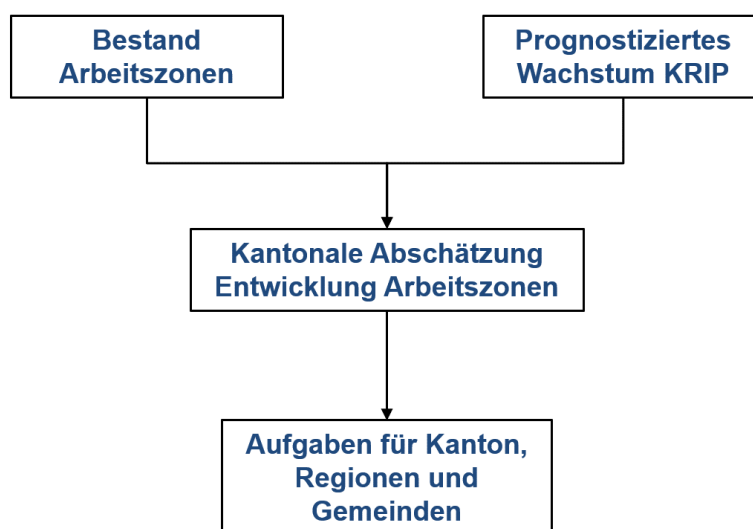 Bestand
Arbeitszonen
Prognostiziertes
Wachstum KRIP
Kantonale Abschätzung
Entwicklung Arbeitszonen
Aufgaben für Kanton,
Regionen und
Gemeinden